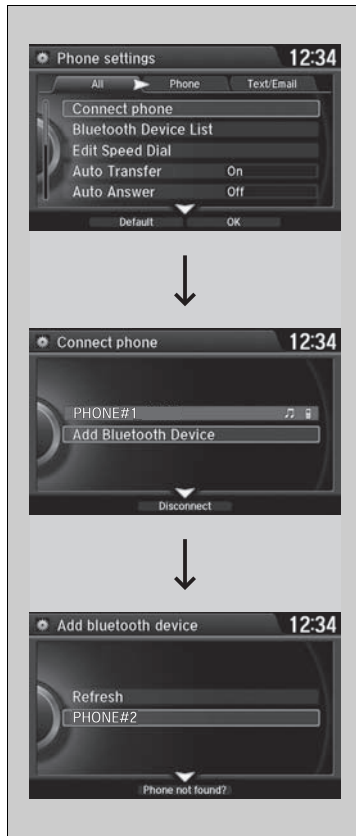 Phone settings 12:34
All Phone Text/Email
Connect phone
Bluetooth Device List
Edit Speed Dial
Auto Transfer On
Auto Answer Off
Default OK
Connect phone 12:34
PHONE#1
Add Bluetooth Device
Disconnect
Add bluetooth device 12:34
Refresh
PHONE#2
Phone not found?